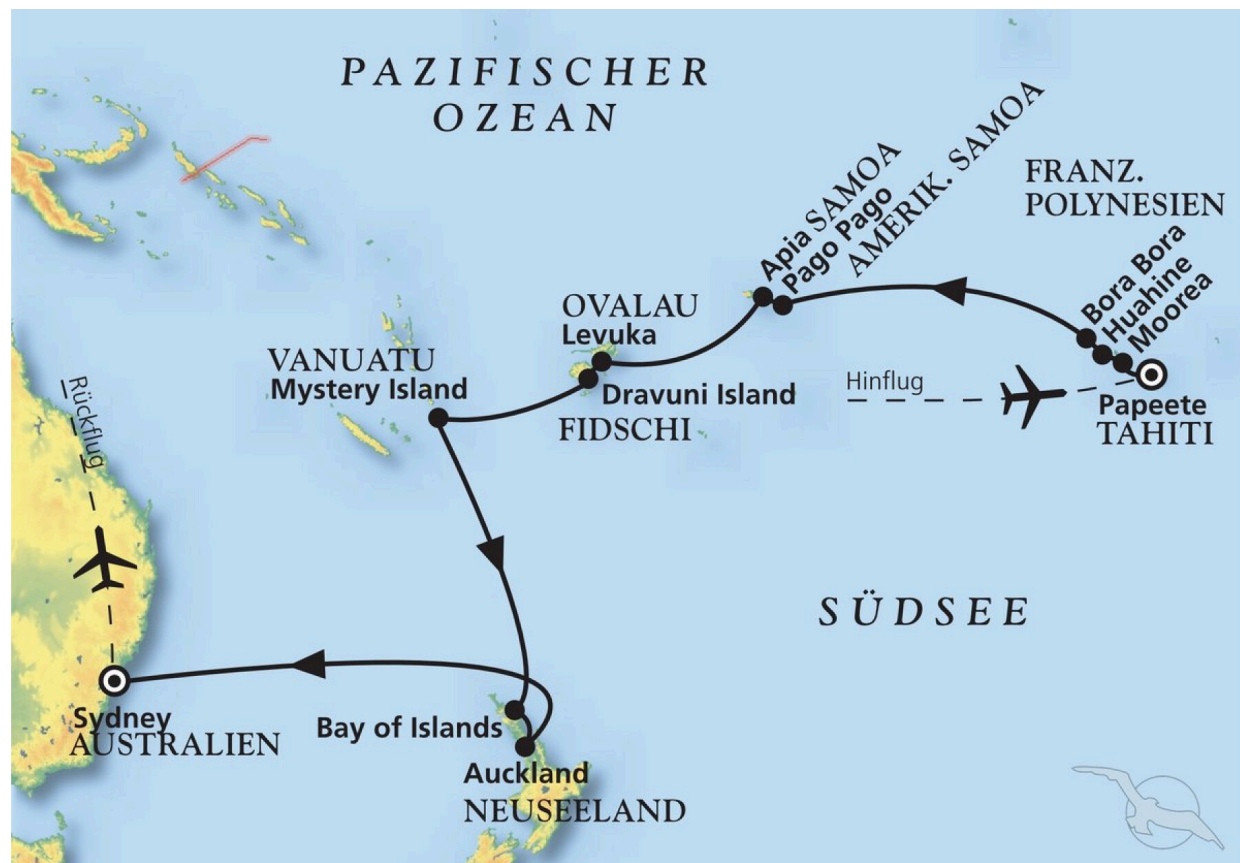 PAZIFISCHER
OZEAN
FRANZ.
POLYNESIEN
Apia SAMOA
Pago Pago
AMERIK. SAMOA
Bora Bora
Huahine
Moorea
OVALAU
Levuka
VANUATU
Mystery Island
Dravuni Island
FIDSCHI
Hinflug
Papeete
TAHITI
Rückflug
SÜDSEE
Sydney
AUSTRALIEN
Bay of Islands
Auckland
NEUSEELAND